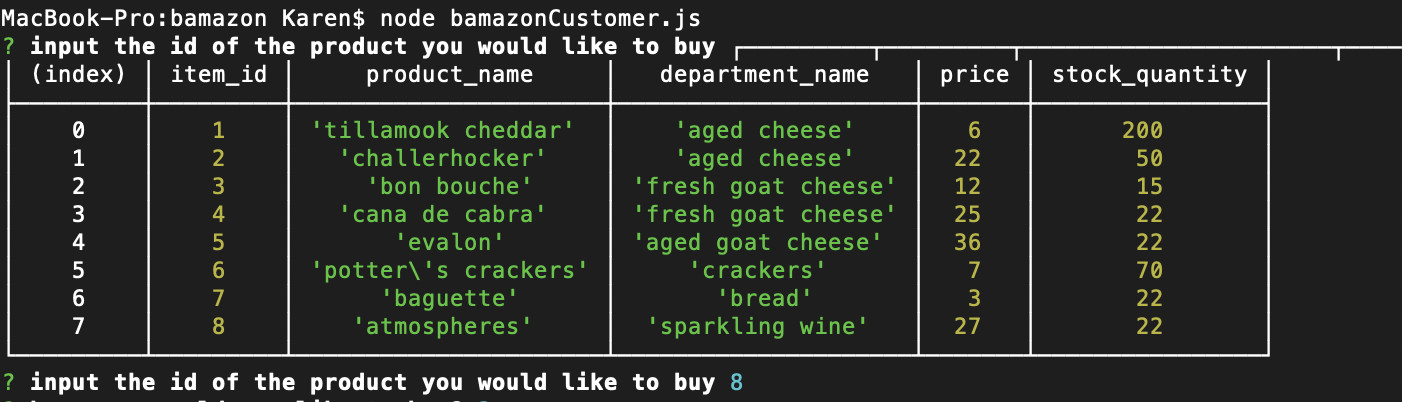 MacBook-Pro:bamazon Karen$ node bamazonCustomer.js
? input the id of the product you would like to buy
(index) item_id product_name department_name price stock_quantity
0 1 'tillamook cheddar' 'aged cheese' 6 200
1 2 'challerhocker' 'aged cheese' 22 50
2 3 'bon bouche' 'fresh goat cheese' 12 15
3 4 'cana de cabra' 'fresh goat cheese' 25 22
4 5 'evalon' 'aged goat cheese' 36 22
5 6 'potter\'s crackers' 'crackers' 7 70
6 7 'baguette' 'bread' 3 22
7 8 'atmospheres' 'sparkling wine' 27 22
? input the id of the product you would like to buy 8